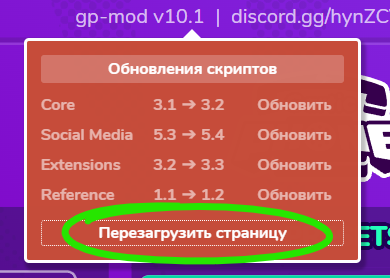 gp-mod v10.1 | discord.gg/hynZC
Обновления скриптов
Core 3.1 → 3.2 Обновить
Social Media 5.3 → 5.4 Обновить
Extensions 3.2 → 3.3 Обновить
Reference 1.1 → 1.2 Обновить
Перезагрузить страницу